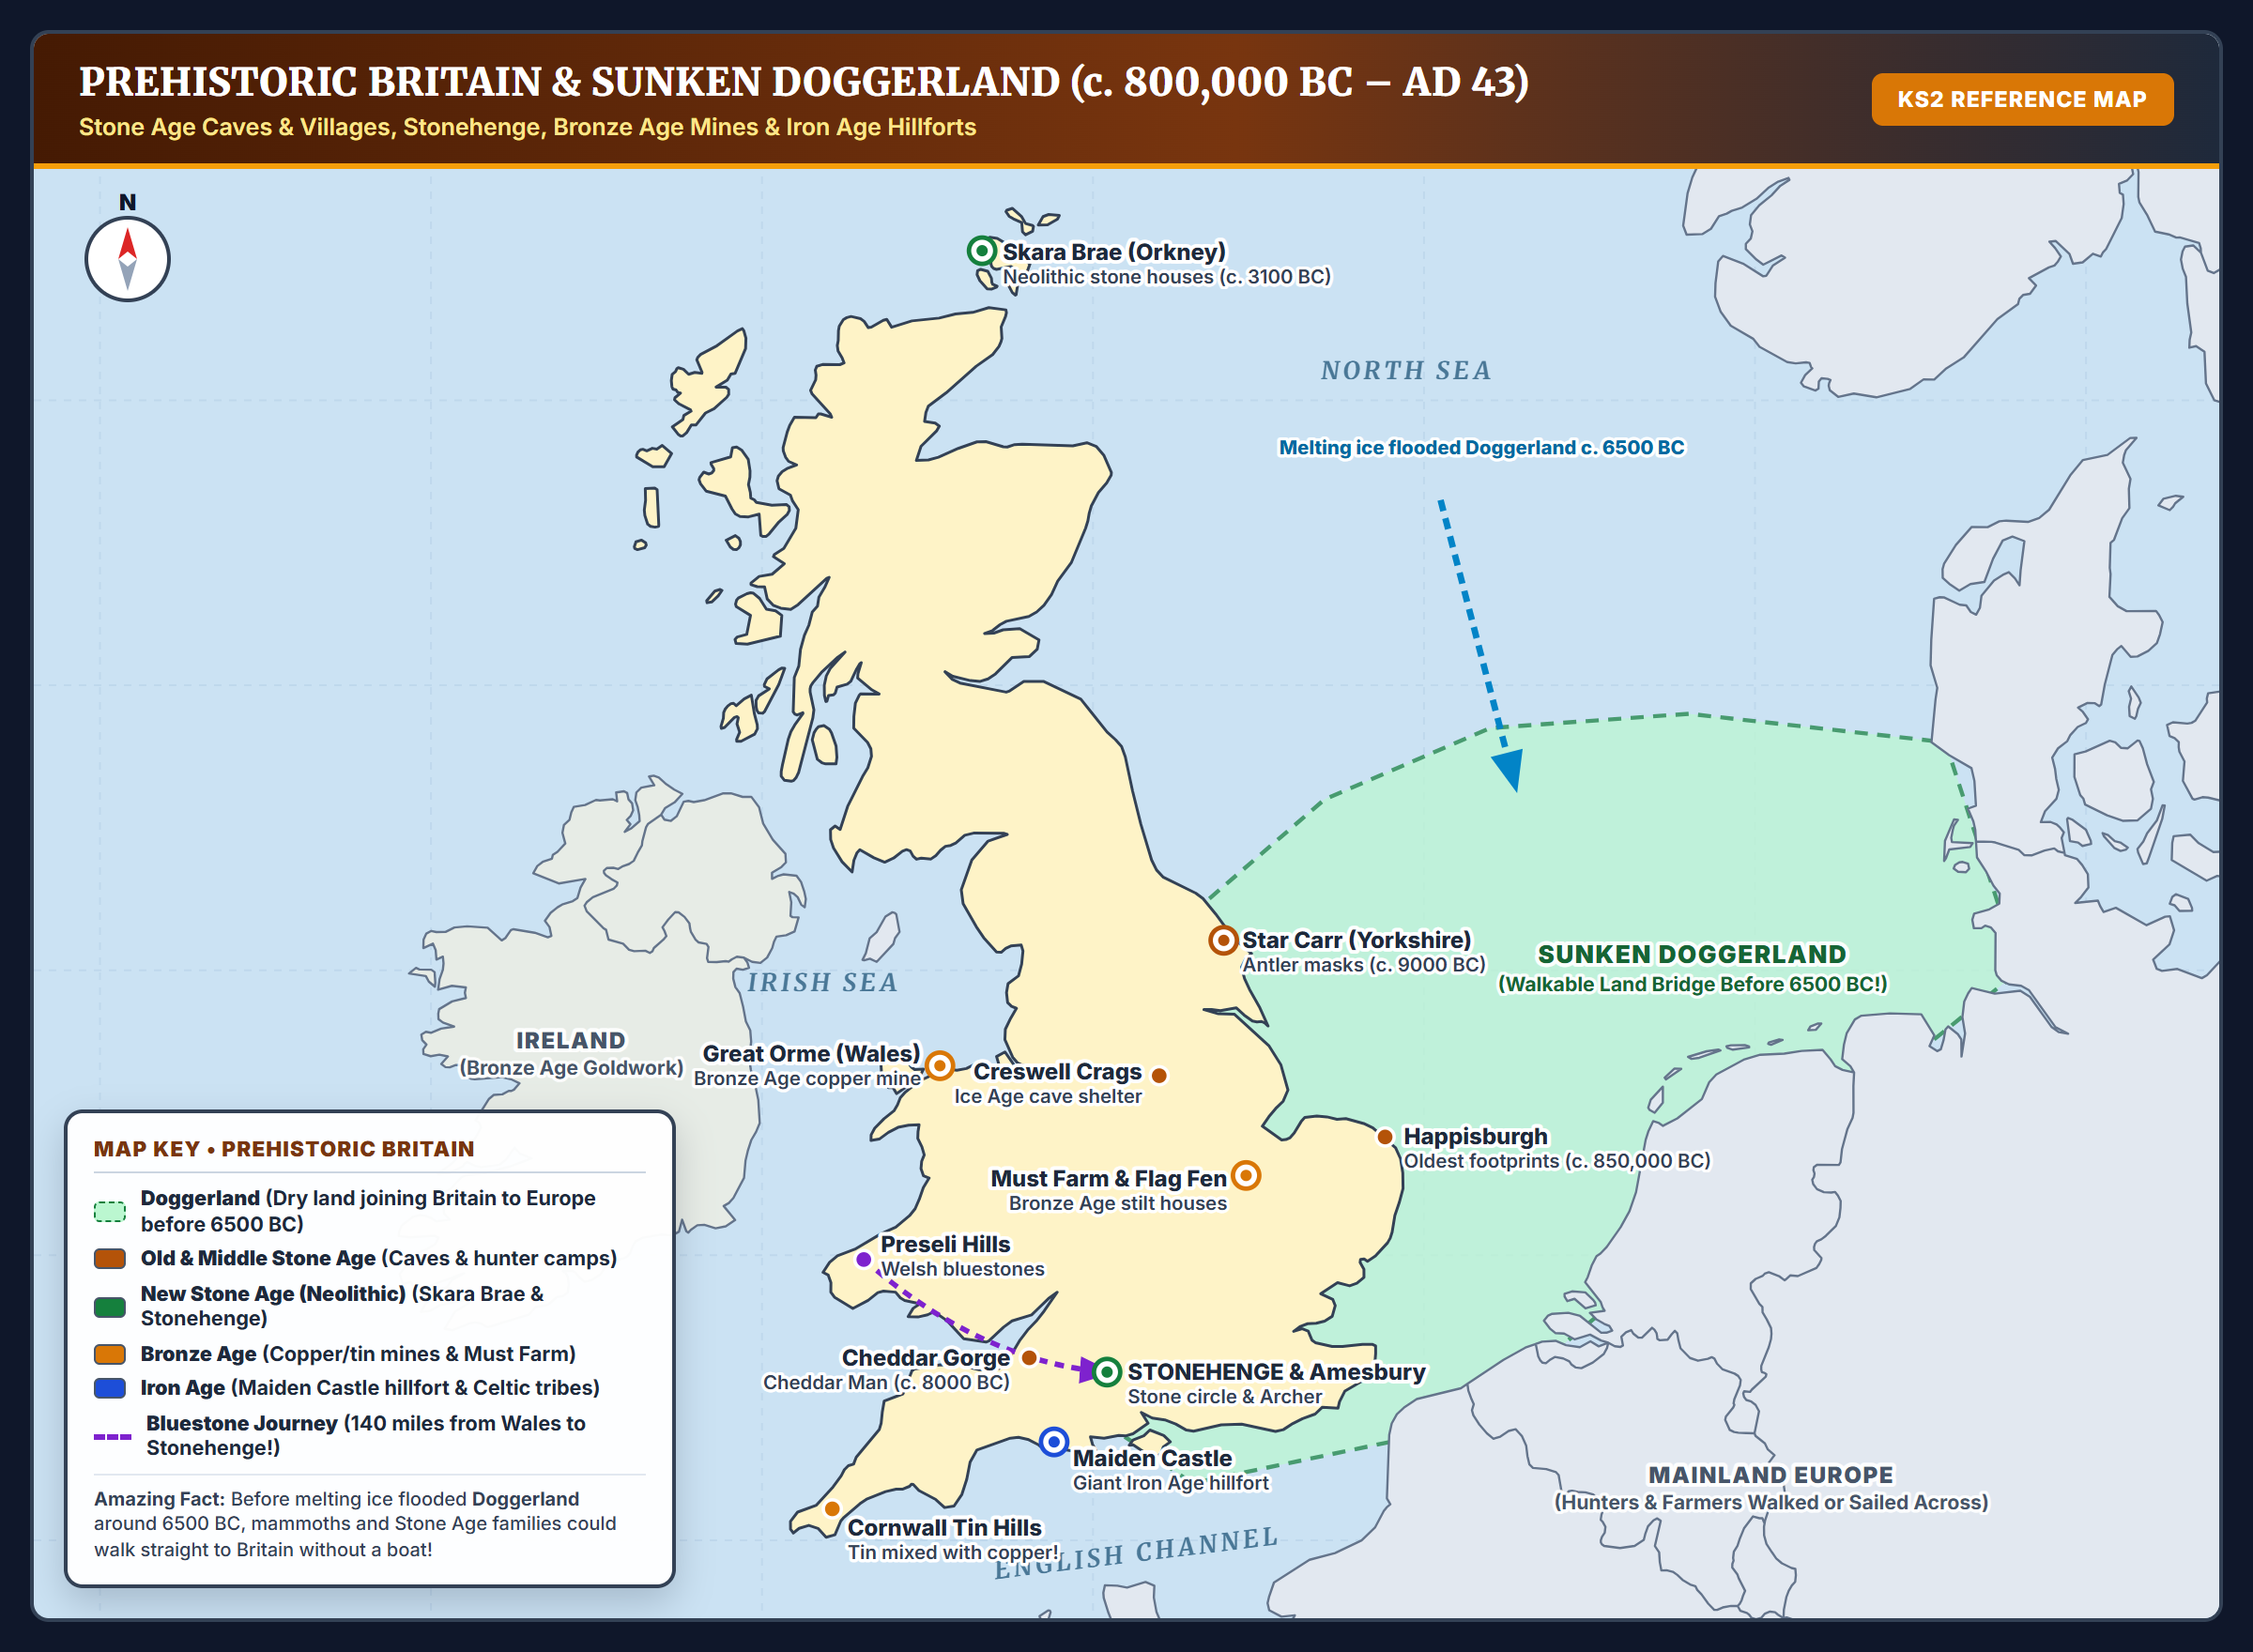 PREHISTORIC BRITAIN & SUNKEN DOGGERLAND (c. 800,000 BC – AD 43)
Stone Age Caves & Villages, Stonehenge, Bronze Age Mines & Iron Age Hillforts
KS2 REFERENCE MAP
N
Skara Brae (Orkney)
Neolithic stone houses (c. 3100 BC)
NORTH SEA
Melting ice flooded Doggerland c. 6500 BC
Star Carr (Yorkshire)
Antler masks (c. 9000 BC)
SUNKEN DOGGERLAND
(Walkable Land Bridge Before 6500 BC!)
IRISH SEA
IRELAND
(Bronze Age Goldwork)
Great Orme (Wales)
Bronze Age copper mine
Creswell Crags
Ice Age cave shelter
Happisburgh
Oldest footprints (c. 850,000 BC)
Must Farm & Flag Fen
Bronze Age stilt houses
Preseli Hills
Welsh bluestones
Cheddar Gorge
Cheddar Man (c. 8000 BC)
STONEHENGE & Amesbury
Stone circle & Archer
Maiden Castle
Giant Iron Age hillfort
Cornwall Tin Hills
Tin mixed with copper!
ENGLISH CHANNEL
MAINLAND EUROPE
(Hunters & Farmers Walked or Sailed Across)
MAP KEY • PREHISTORIC BRITAIN
Doggerland (Dry land joining Britain to Europe
before 6500 BC)
Old & Middle Stone Age (Caves & hunter camps)
New Stone Age (Neolithic) (Skara Brae &
Stonehenge)
Bronze Age (Copper/tin mines & Must Farm)
Iron Age (Maiden Castle hillfort & Celtic tribes)
Bluestone Journey (140 miles from Wales to
Stonehenge!)
Amazing Fact: Before melting ice flooded Doggerland
around 6500 BC, mammoths and Stone Age families could
walk straight to Britain without a boat!